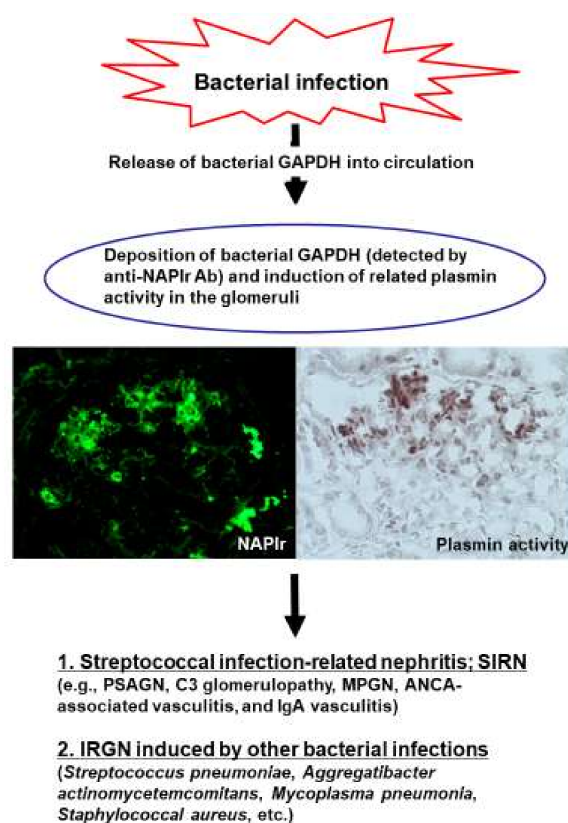 Bacterial infection
Release of bacterial GAPDH into circulation
Deposition of bacterial GAPDH (detected by
anti-NAPlr Ab) and induction of related plasmin
activity in the glomeruli
NAPlr
Plasmin activity
1. Streptococcal infection-related nephritis; SIRN
(e.g., PSAGN, C3 glomerulopathy, MPGN, ANCA-
associated vasculitis, and IgA vasculitis)
2. IRGN induced by other bacterial infections
(Streptococcus pneumoniae, Aggregatibacter
actinomycetemcomitans, Mycoplasma pneumonia,
Staphylococcal aureus, etc.)